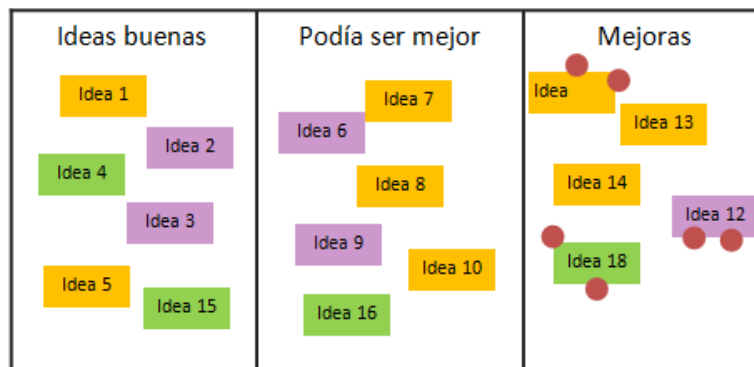 Ideas buenas
Idea 1
Idea 2
Idea 4
Idea 3
Idea 5
Idea 15
Podía ser mejor
Idea 7
Idea 6
Idea 8
Idea 9
Idea 10
Idea 16
Mejoras
Idea
Idea 13
Idea 14
Idea 12
Idea 18